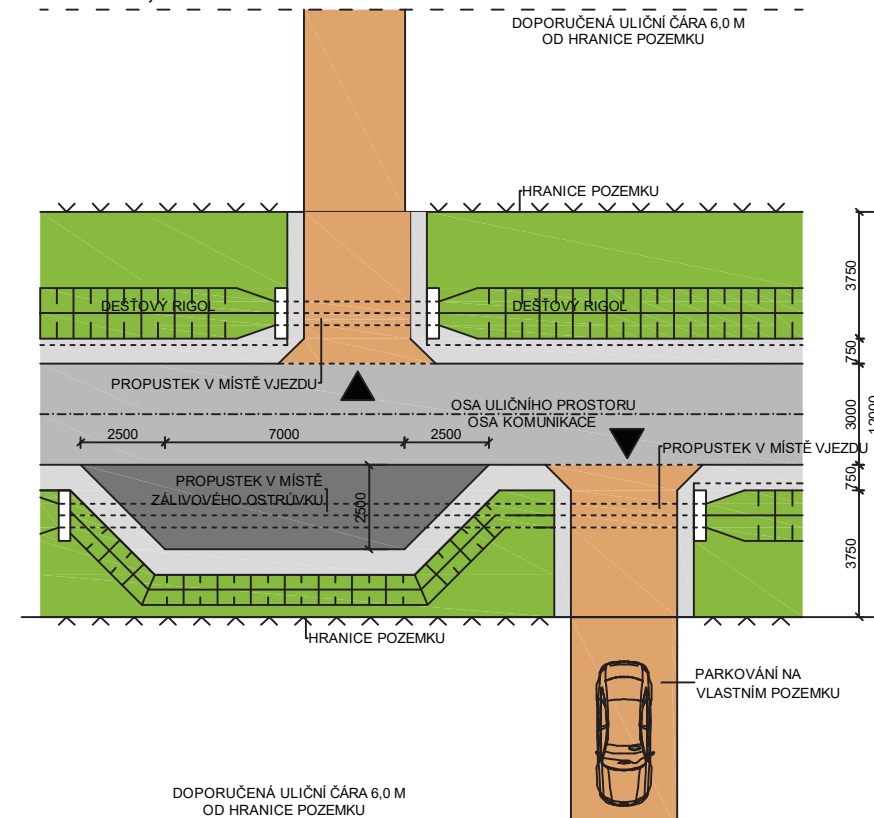 DOPORUČENÁ ULIČNÍ ČÁRA 6,0 M
OD HRANICE POZEMKU
HRANICE POZEMKU
3750
DEŠŤOVÝ RIGOL
DEŠŤOVÝ RIGOL
750
PROPUSTEK V MÍSTĚ VJEZDU
OSA ULIČNÍHO PROSTORU
OSA KOMUNIKACE
3000
12000
2500
7000
2500
PROPUSTEK V MÍSTĚ VJEZDU
PROPUSTEK V MÍSTĚ
ZÁLIVOVÉHO OSTRŮVKU
2500
750
3750
HRANICE POZEMKU
PARKOVÁNÍ NA
VLASTNÍM POZEMKU
DOPORUČENÁ ULIČNÍ ČÁRA 6,0 M
OD HRANICE POZEMKU